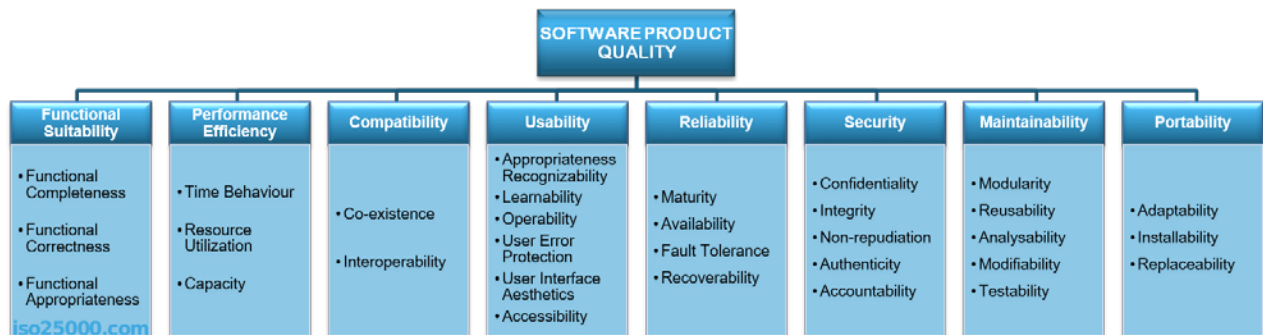 SOFTWARE PRODUCT
QUALITY
Functional
Suitability
• Functional
Completeness
• Functional
Correctness
• Functional
Appropriateness
Performance
Efficiency
• Time Behaviour
• Resource
Utilization
• Capacity
Compatibility
• Co-existence
• Interoperability
Usability
• Appropriateness
Recognizability
• Learnability
• Operability
• User Error
Protection
• User Interface
Aesthetics
• Accessibility
Reliability
• Maturity
• Availability
• Fault Tolerance
• Recoverability
Security
• Confidentiality
• Integrity
• Non-repudiation
• Authenticity
• Accountability
Maintainability
• Modularity
• Reusability
• Analysability
• Modifiability
• Testability
Portability
• Adaptability
• Installability
• Replaceability
iso25000.com